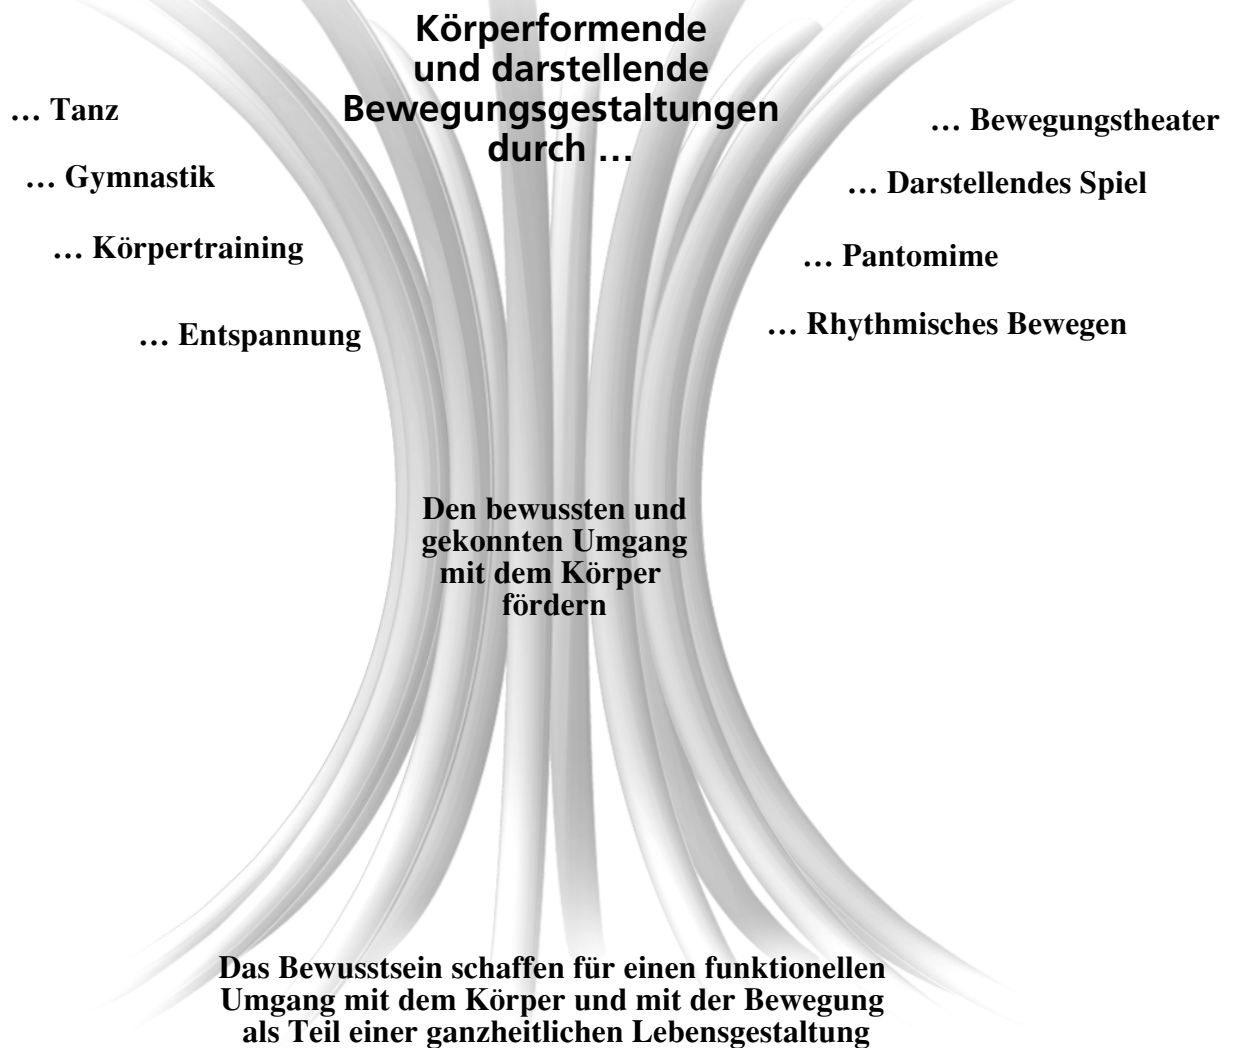 Körperformende
und darstellende
Bewegungsgestaltungen
durch …
… Tanz
… Gymnastik
… Körpertraining
… Entspannung
… Bewegungstheater
… Darstellendes Spiel
… Pantomime
… Rhythmisches Bewegen
Den bewussten und
gekonnten Umgang
mit dem Körper
fördern
Das Bewusstsein schaffen für einen funktionellen
Umgang mit dem Körper und mit der Bewegung
als Teil einer ganzheitlichen Lebensgestaltung